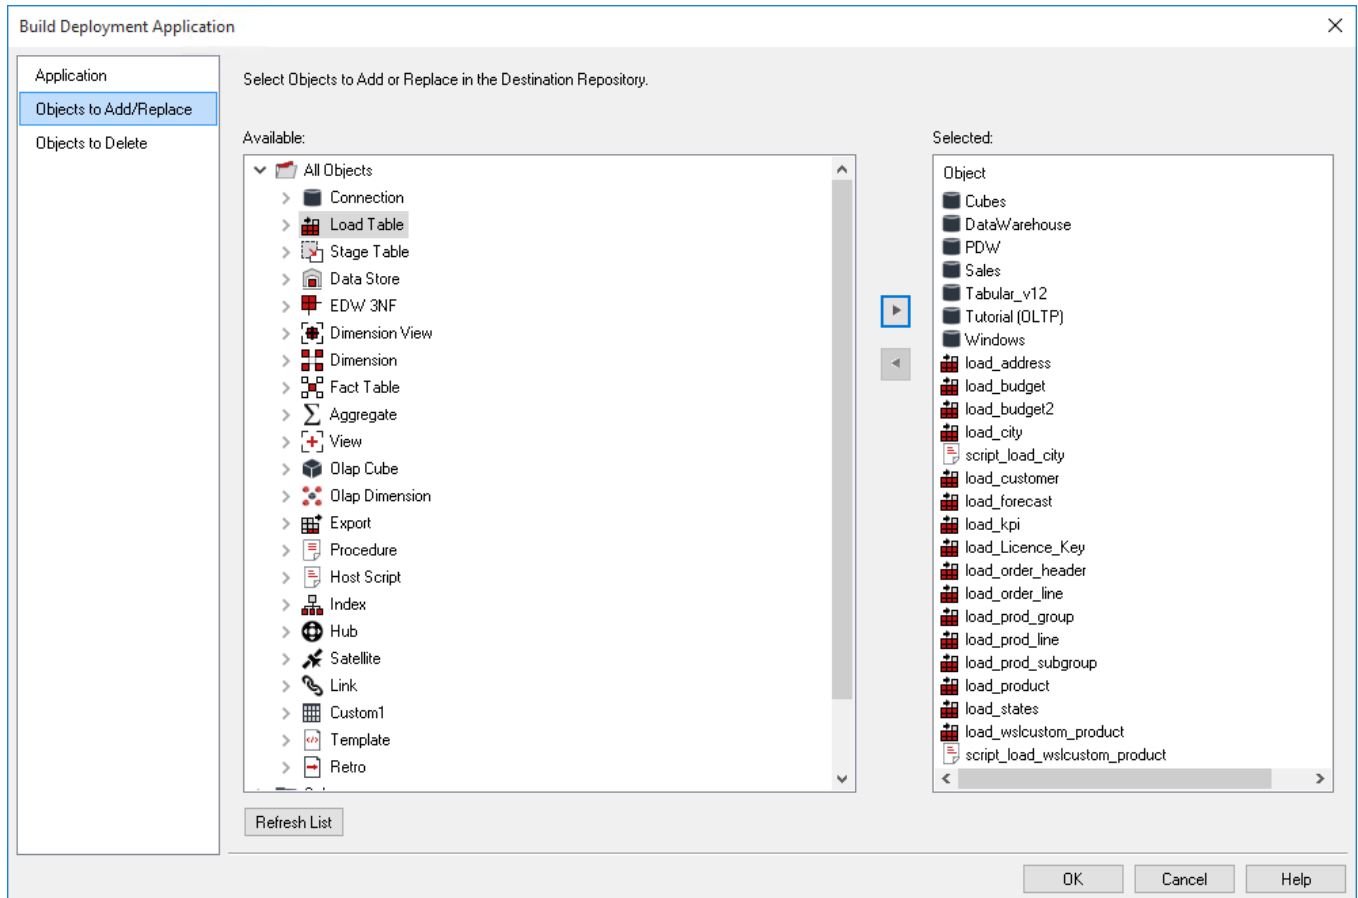 Build Deployment Application
Application
Objects to Add/Replace
Objects to Delete
Select Objects to Add or Replace in the Destination Repository.
Available:
All Objects
Connection
Load Table
Stage Table
Data Store
EDW 3NF
Dimension View
Dimension
Fact Table
Aggregate
View
Olap Cube
Olap Dimension
Export
Procedure
Host Script
Index
Hub
Satellite
Link
Custom1
Template
Retro
Refresh List
Selected:
Object
Cubes
DataWarehouse
PDW
Sales
Tabular_v12
Tutorial (OLTP)
Windows
load_address
load_budget
load_budget2
load_city
script_load_city
load_customer
load_forecast
load_kpi
load_Licence_Key
load_order_header
load_order_line
load_prod_group
load_prod_line
load_prod_subgroup
load_product
load_states
load_wslcustom_product
script_load_wslcustom_product
OK
Cancel
Help